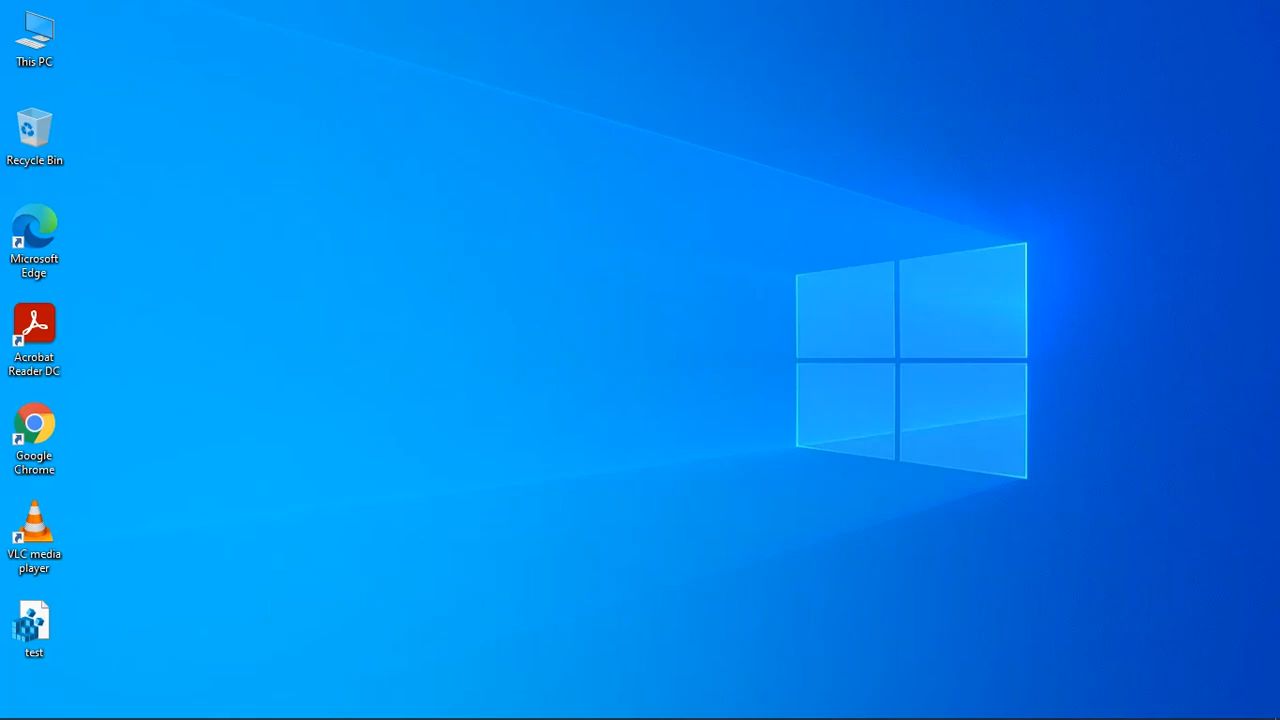 This PC
Recycle Bin
Microsoft
Edge
Acrobat
Reader DC
Google
Chrome
VLC media
player
test